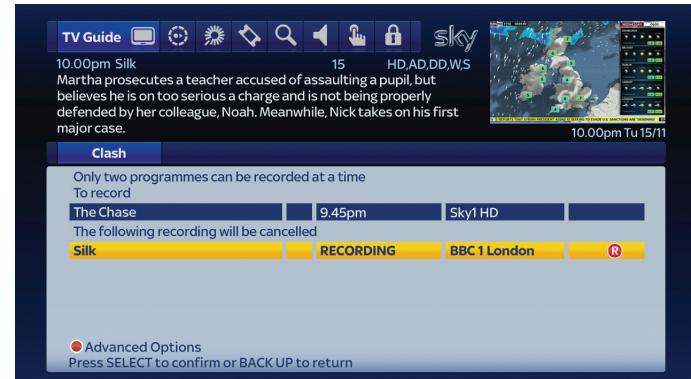 TV Guide
sky
10.00pm Silk 15 HD,AD,DD,W,S
Martha prosecutes a teacher accused of assaulting a pupil, but
believes he is on too serious a charge and is not being properly
defended by her colleague, Noah. Meanwhile, Nick takes on his first
major case.
10.00pm Tu 15/11
Clash
Only two programmes can be recorded at a time
To record
The Chase 9.45pm Sky1 HD
The following recording will be cancelled
Silk RECORDING BBC 1 London R
Advanced Options
Press SELECT to confirm or BACK UP to return